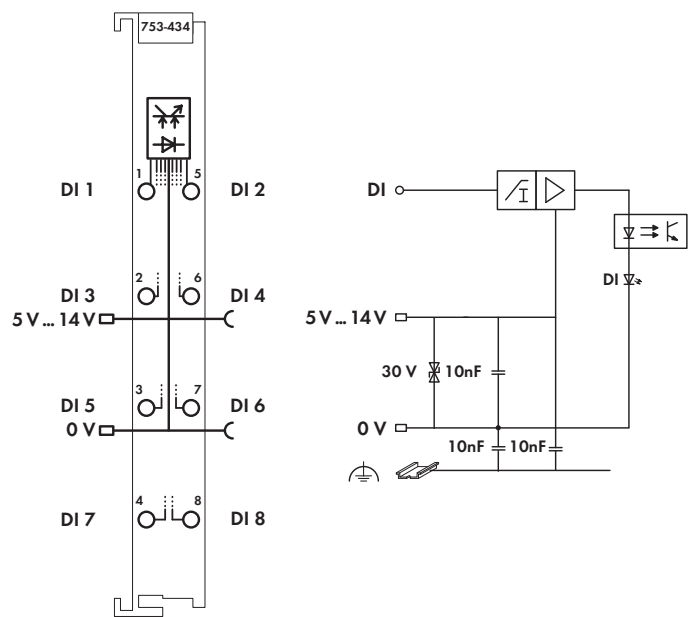 753-434
1 5
DI 1 DI 2
2 6
DI 3 DI 4
5 V ... 14 V
3 7
DI 5 DI 6
0 V
4 8
DI 7 DI 8
DI
DI
5 V ... 14 V
30 V 10nF
0 V
10nF 10nF